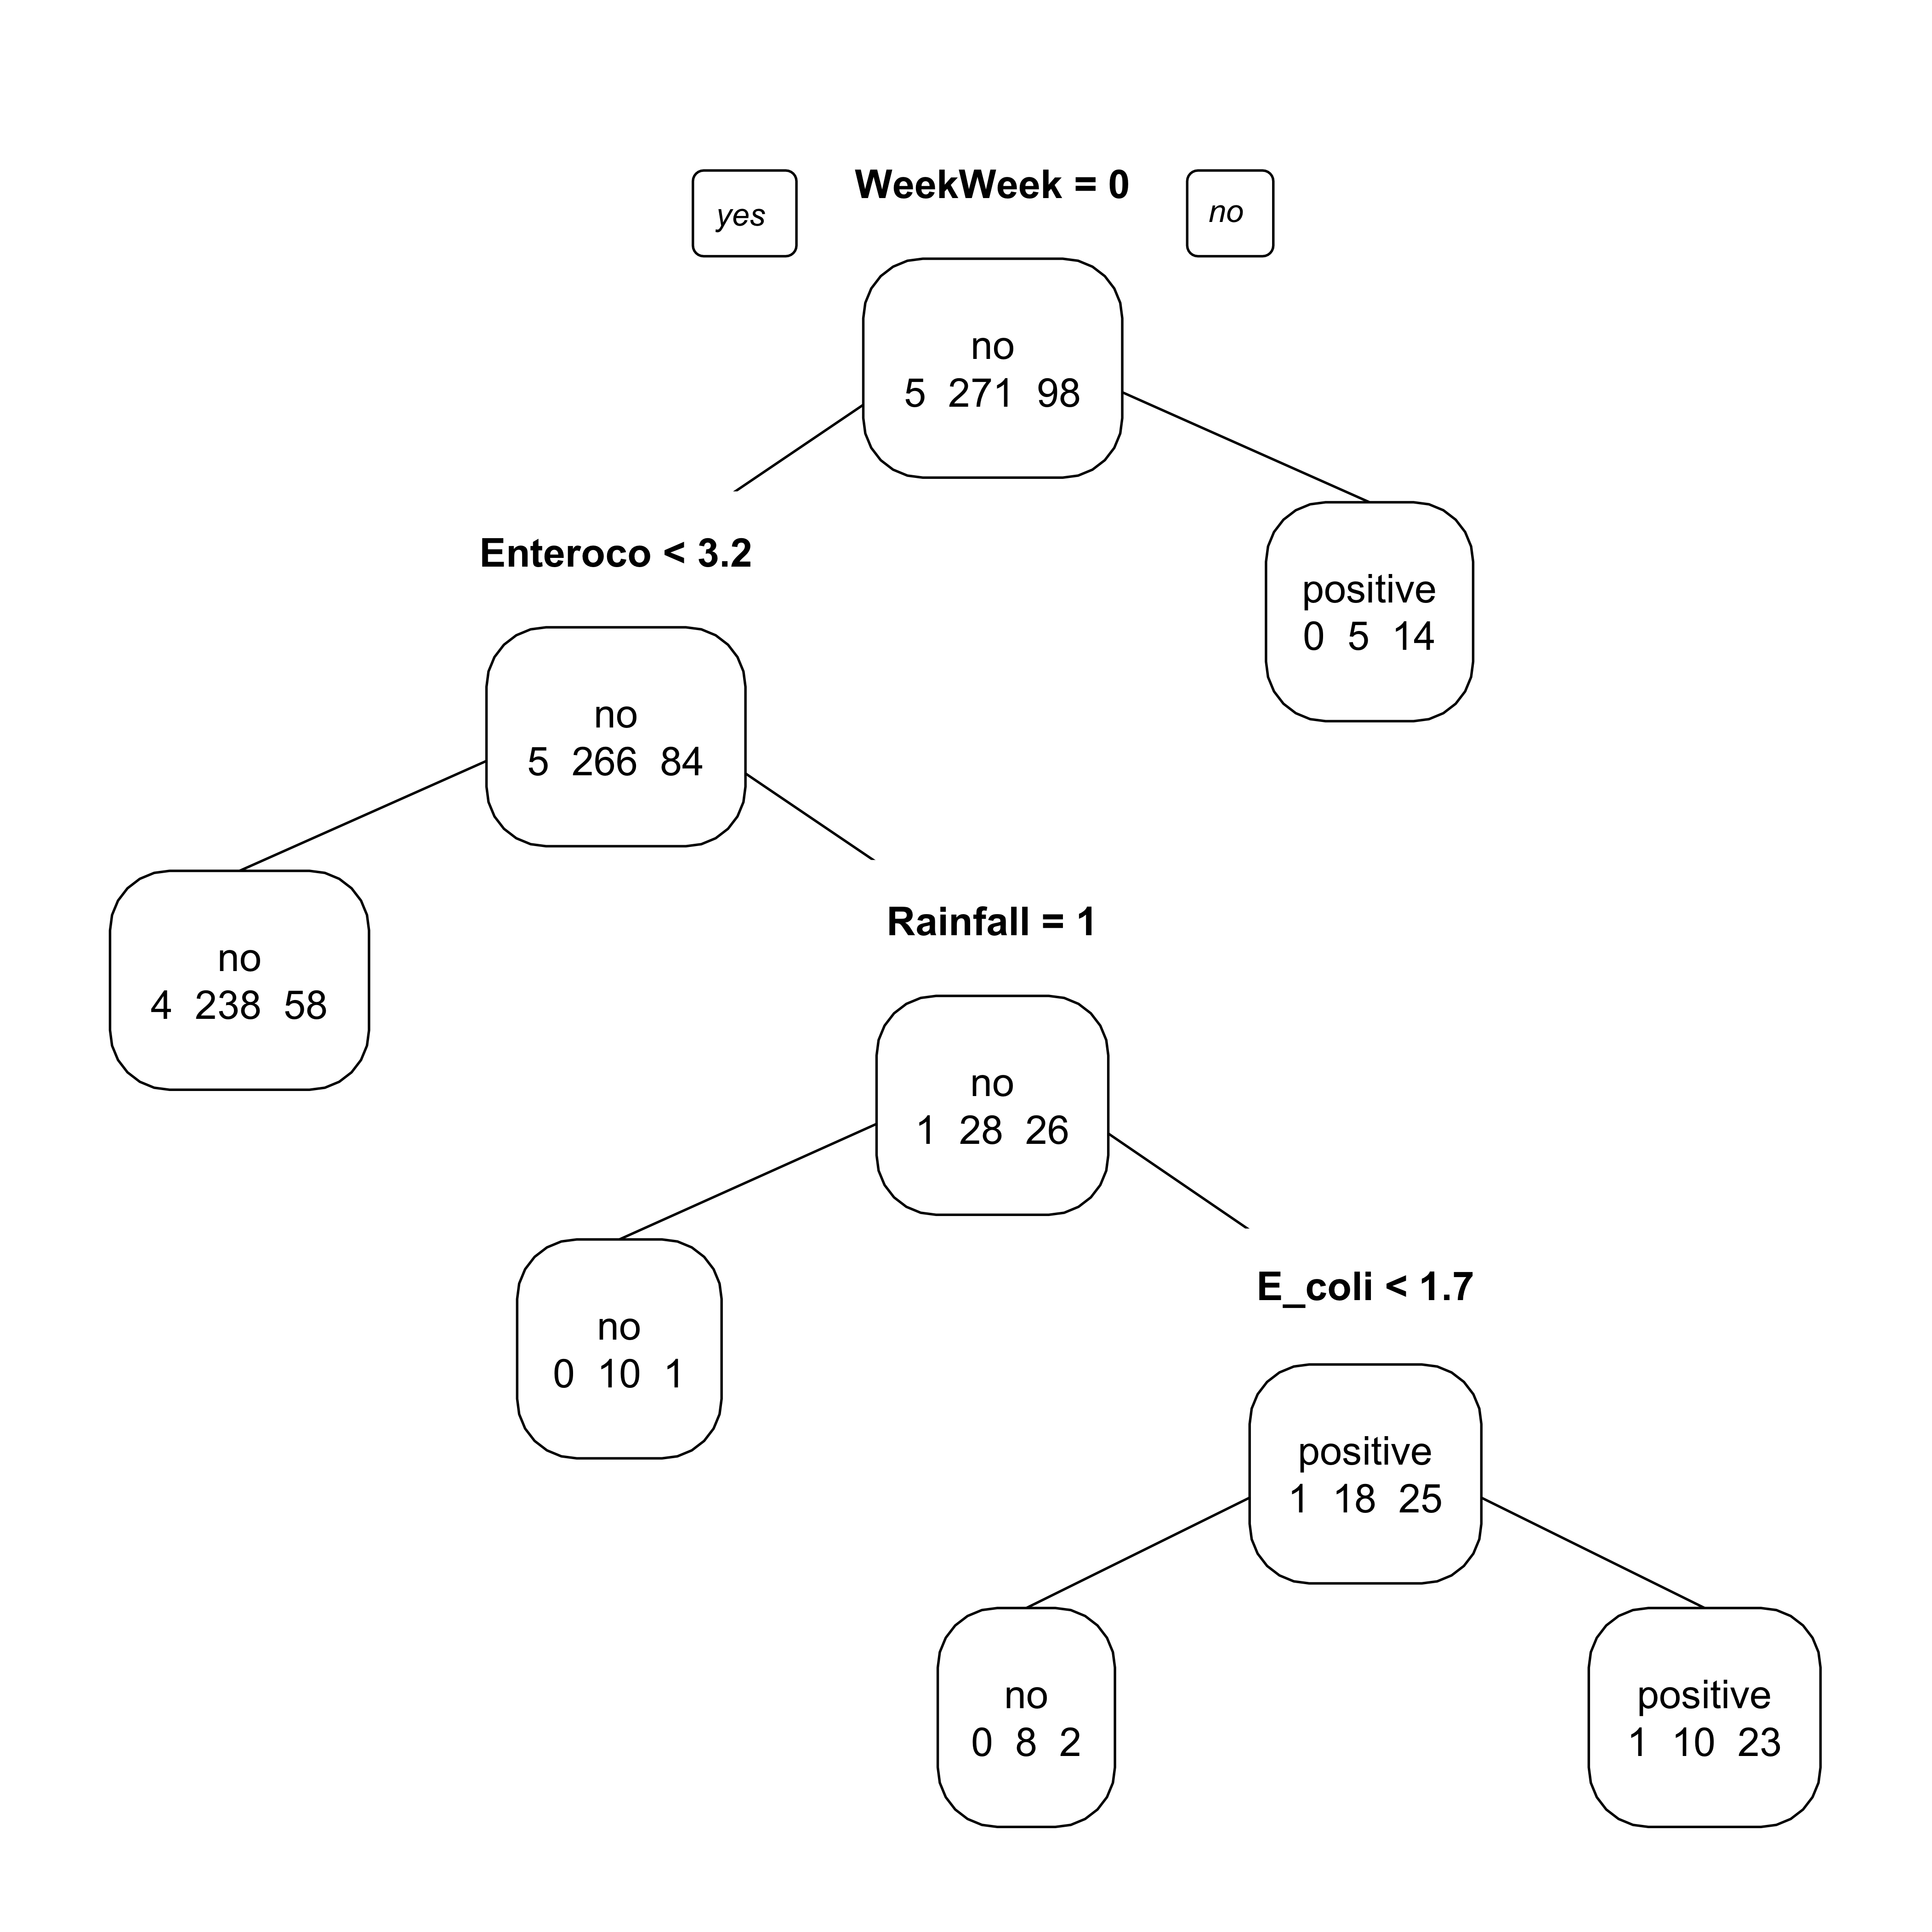 WeekWeek = 0
yes
no
no
5 271 98
Enteroco < 3.2
positive
0 5 14
no
5 266 84
Rainfall = 1
no
4 238 58
no
1 28 26
E_coli < 1.7
no
0 10 1
positive
1 18 25
no
0 8 2
positive
1 10 23